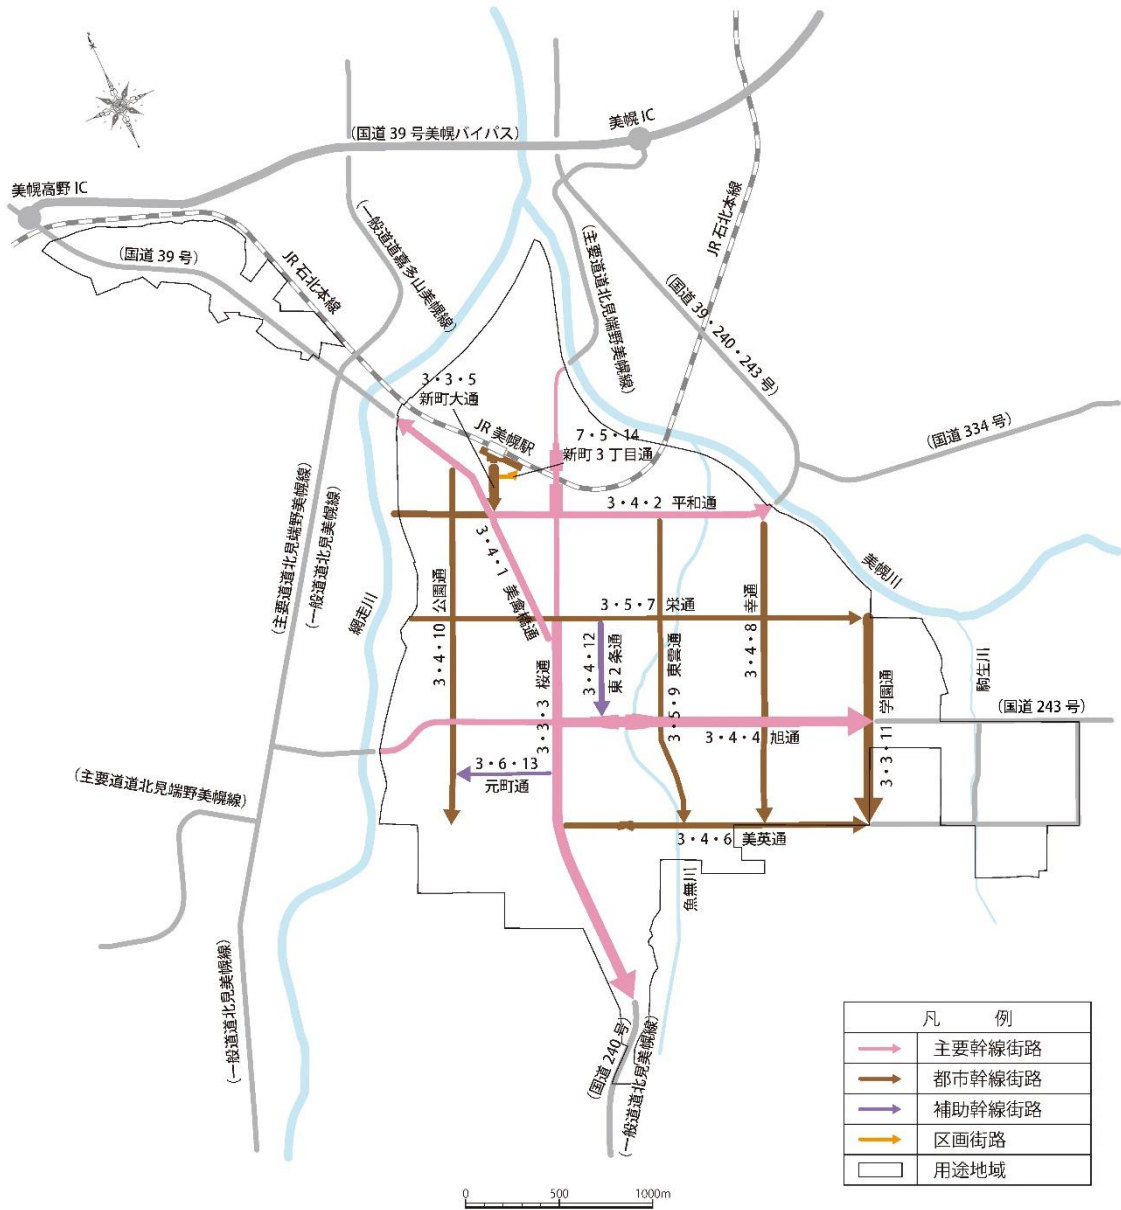 美幌IC
(国道39号美幌バイパス)
美幌高野IC
(国道39号)
JR石北本線
(一般道道嘉多山美幌線)
(主要道道北見端野美幌線)
JR石北本線
(国道39・240・243号)
(国道334号)
3・3・5
新町大通
JR美幌駅
7・5・14
新町3丁目通
3・4・2 平和通
3・4・1 美禽橋通
3・4・10 公園通
3・5・7 栄通
3・4・8 幸通
美幌川
網走川
(主要道道北見端野美幌線)
(一般道道北見美幌線)
3・4・12
東2条通
3・5・9 東雲通
3・3・3 桜通
3・3・11 学園通
駒生川
(国道243号)
3・4・4 旭通
3・6・13
元町通
(主要道道北見端野美幌線)
3・4・6 美英通
魚無川
(一般道道北見美幌線)
(国道240号)
(一般道道北見美幌線)
凡 例
主要幹線街路
都市幹線街路
補助幹線街路
区画街路
用途地域
0 500 1000m